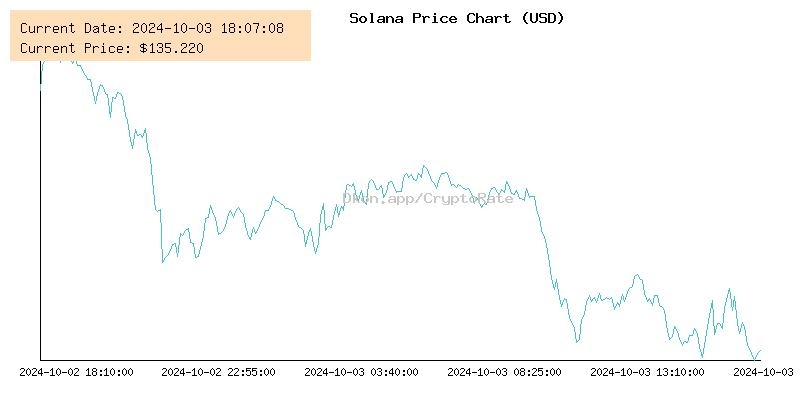 Solana Price Chart (USD)
Current Date: 2024-10-03 18:07:08
Current Price: $135.220
Dkon.app/CryptoRate
2024-10-02 18:10:00 2024-10-02 22:55:00 2024-10-03 03:40:00 2024-10-03 08:25:00 2024-10-03 13:10:00 2024-10-03